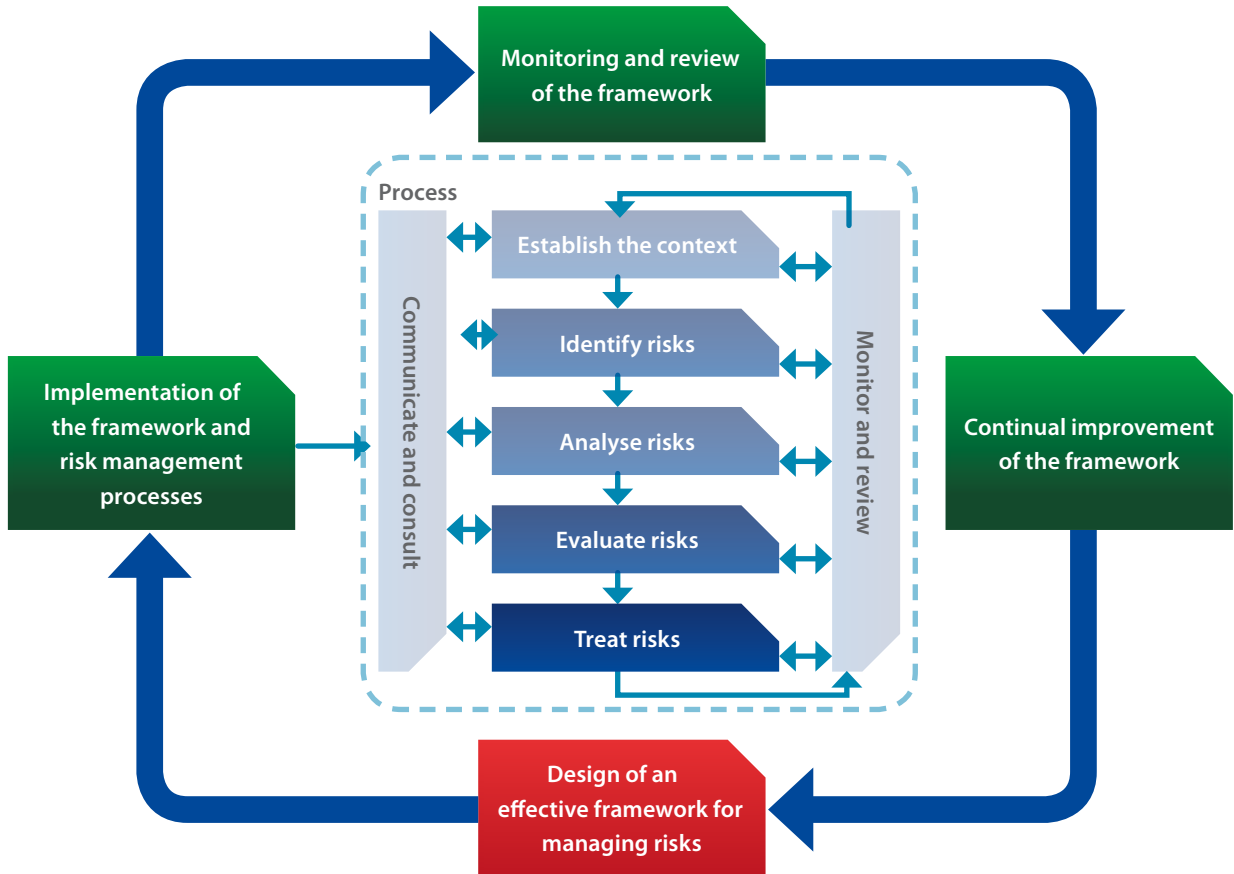 Monitoring and review
of the framework
Process
Communicate and consult
Establish the context
Identify risks
Analyse risks
Evaluate risks
Treat risks
Monitor and review
Implementation of
the framework and
risk management
processes
Continual improvement
of the framework
Design of an
effective framework for
managing risks